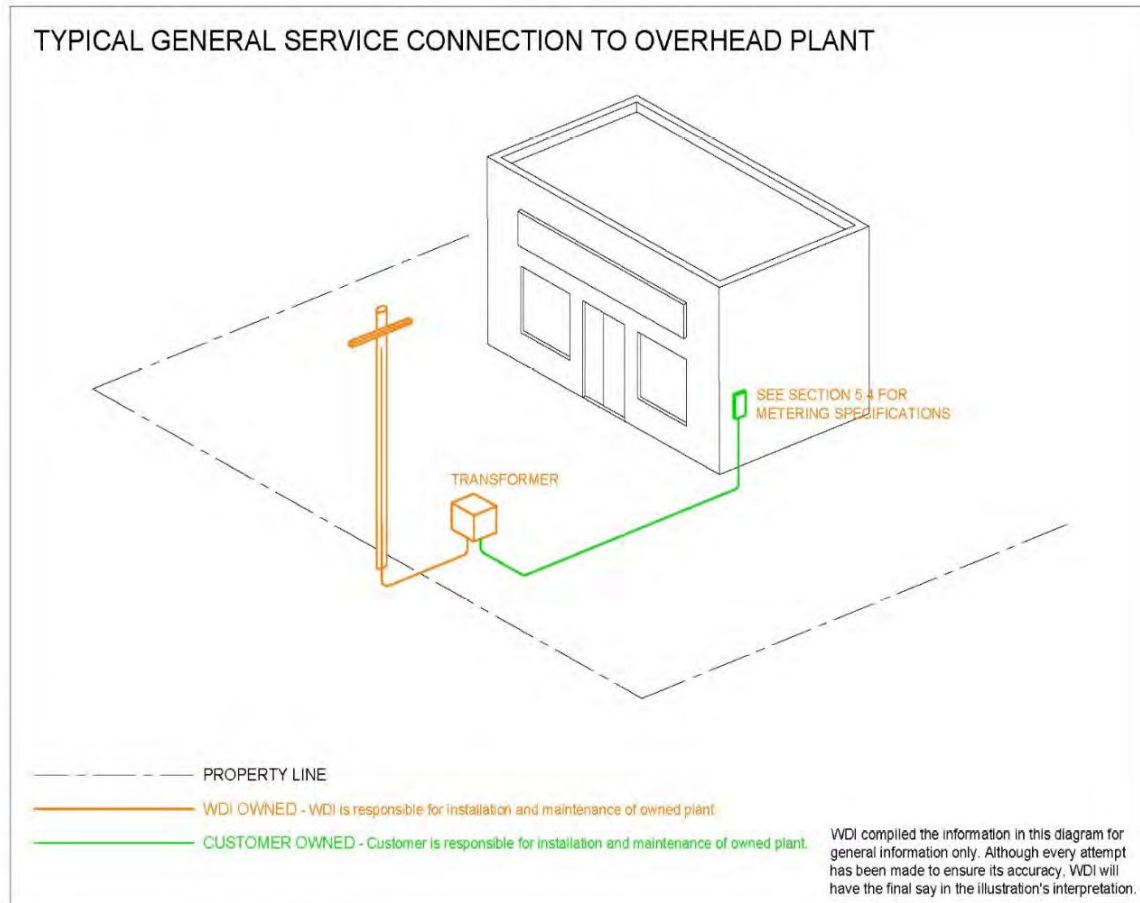 TYPICAL GENERAL SERVICE CONNECTION TO OVERHEAD PLANT
SEE SECTION 5.4 FOR
METERING SPECIFICATIONS
TRANSFORMER
PROPERTY LINE
WDI OWNED - WDI is responsible for installation and maintenance of owned plant.
CUSTOMER OWNED - Customer is responsible for installation and maintenance of owned plant.
WDI compiled the information in this diagram for
general information only. Although every attempt
has been made to ensure its accuracy, WDI will
have the final say in the illustration's interpretation.